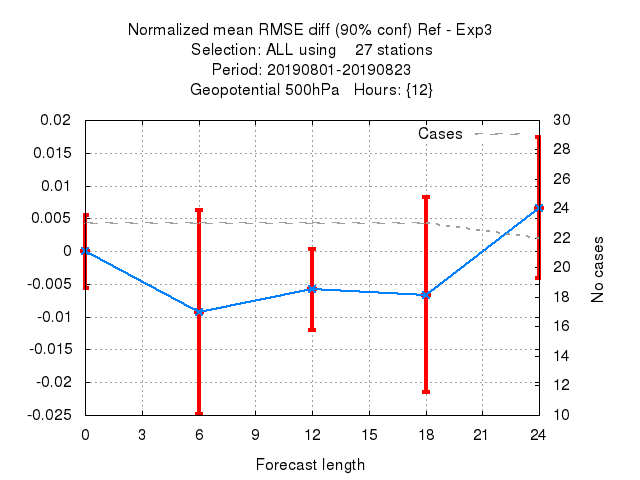 Normalized mean RMSE diff (90% conf) Ref - Exp3
Selection: ALL using    27 stations
Period: 20190801-20190823
Geopotential 500hPa   Hours: {12}
Cases
0.02
0.015
0.01
0.005
0
-0.005
-0.01
-0.015
-0.02
-0.025
30
28
26
24
22
20
18
16
14
12
10
No cases
0 3 6 9 12 15 18 21 24
Forecast length